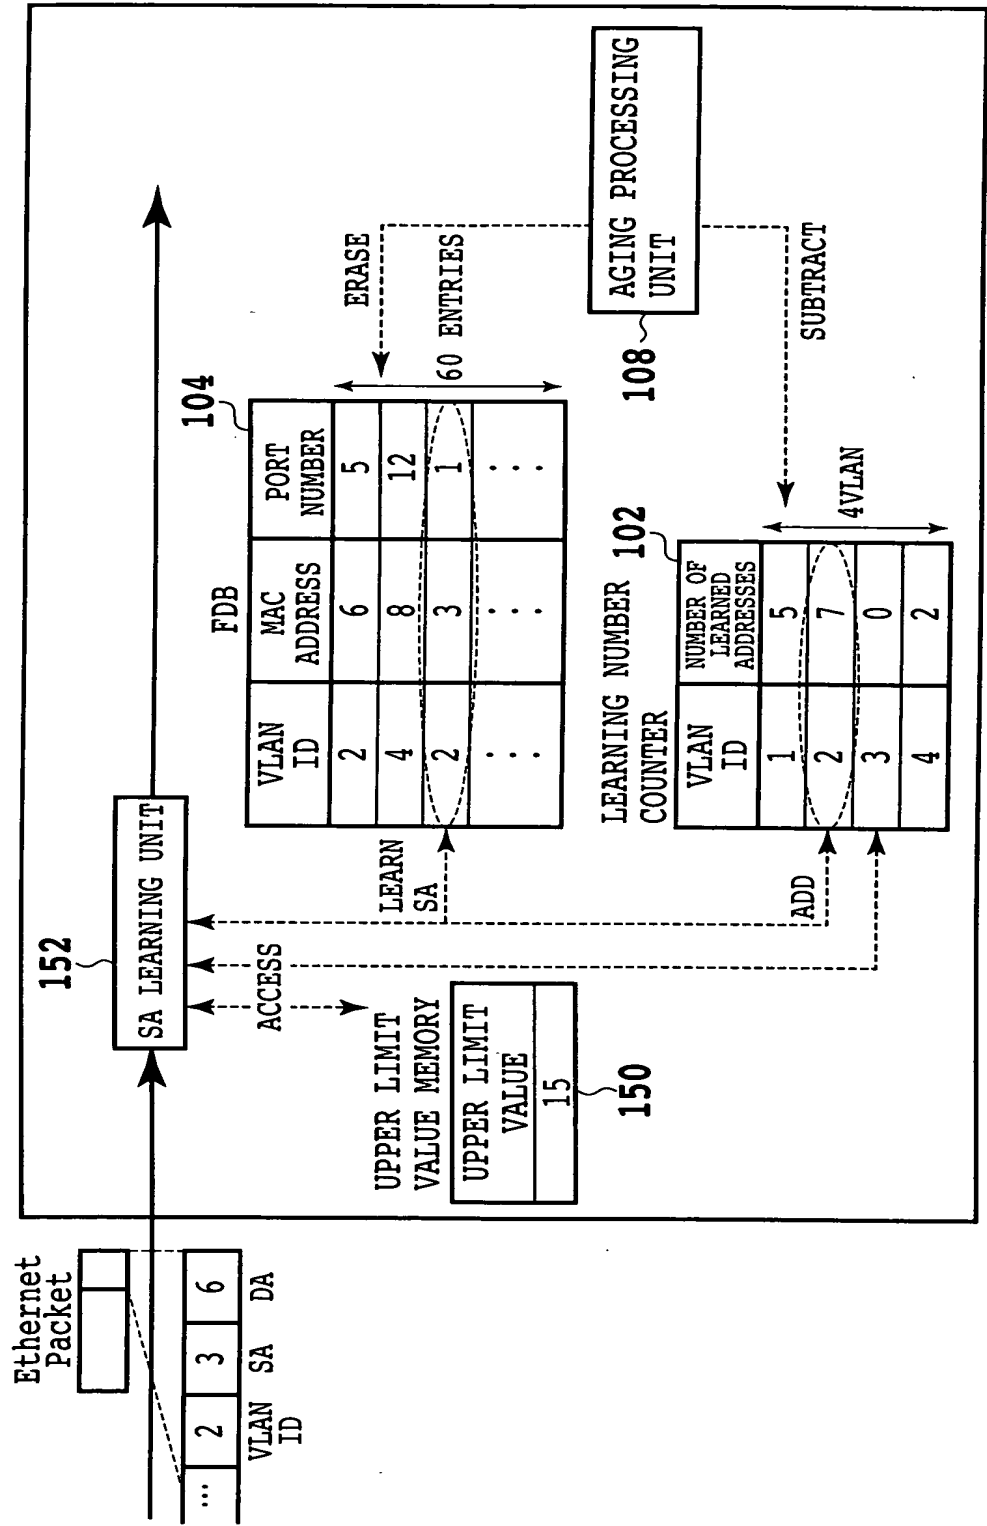 Ethernet
Packet
... 2 3 6
VLAN ID SA DA
152
SA LEARNING UNIT
ACCESS
LEARN
SA
ADD
UPPER LIMIT
VALUE MEMORY
UPPER LIMIT
VALUE
15
150
FDB
104
VLAN ID MAC ADDRESS PORT NUMBER
2 6 5
4 8 12
2 3 1
... ... ...
60 ENTRIES
ERASE
LEARNING NUMBER
COUNTER
102
VLAN ID NUMBER OF LEARNED ADDRESSES
1 5
2 7
3 0
4 2
4VLAN
SUBTRACT
AGING PROCESSING
UNIT
108